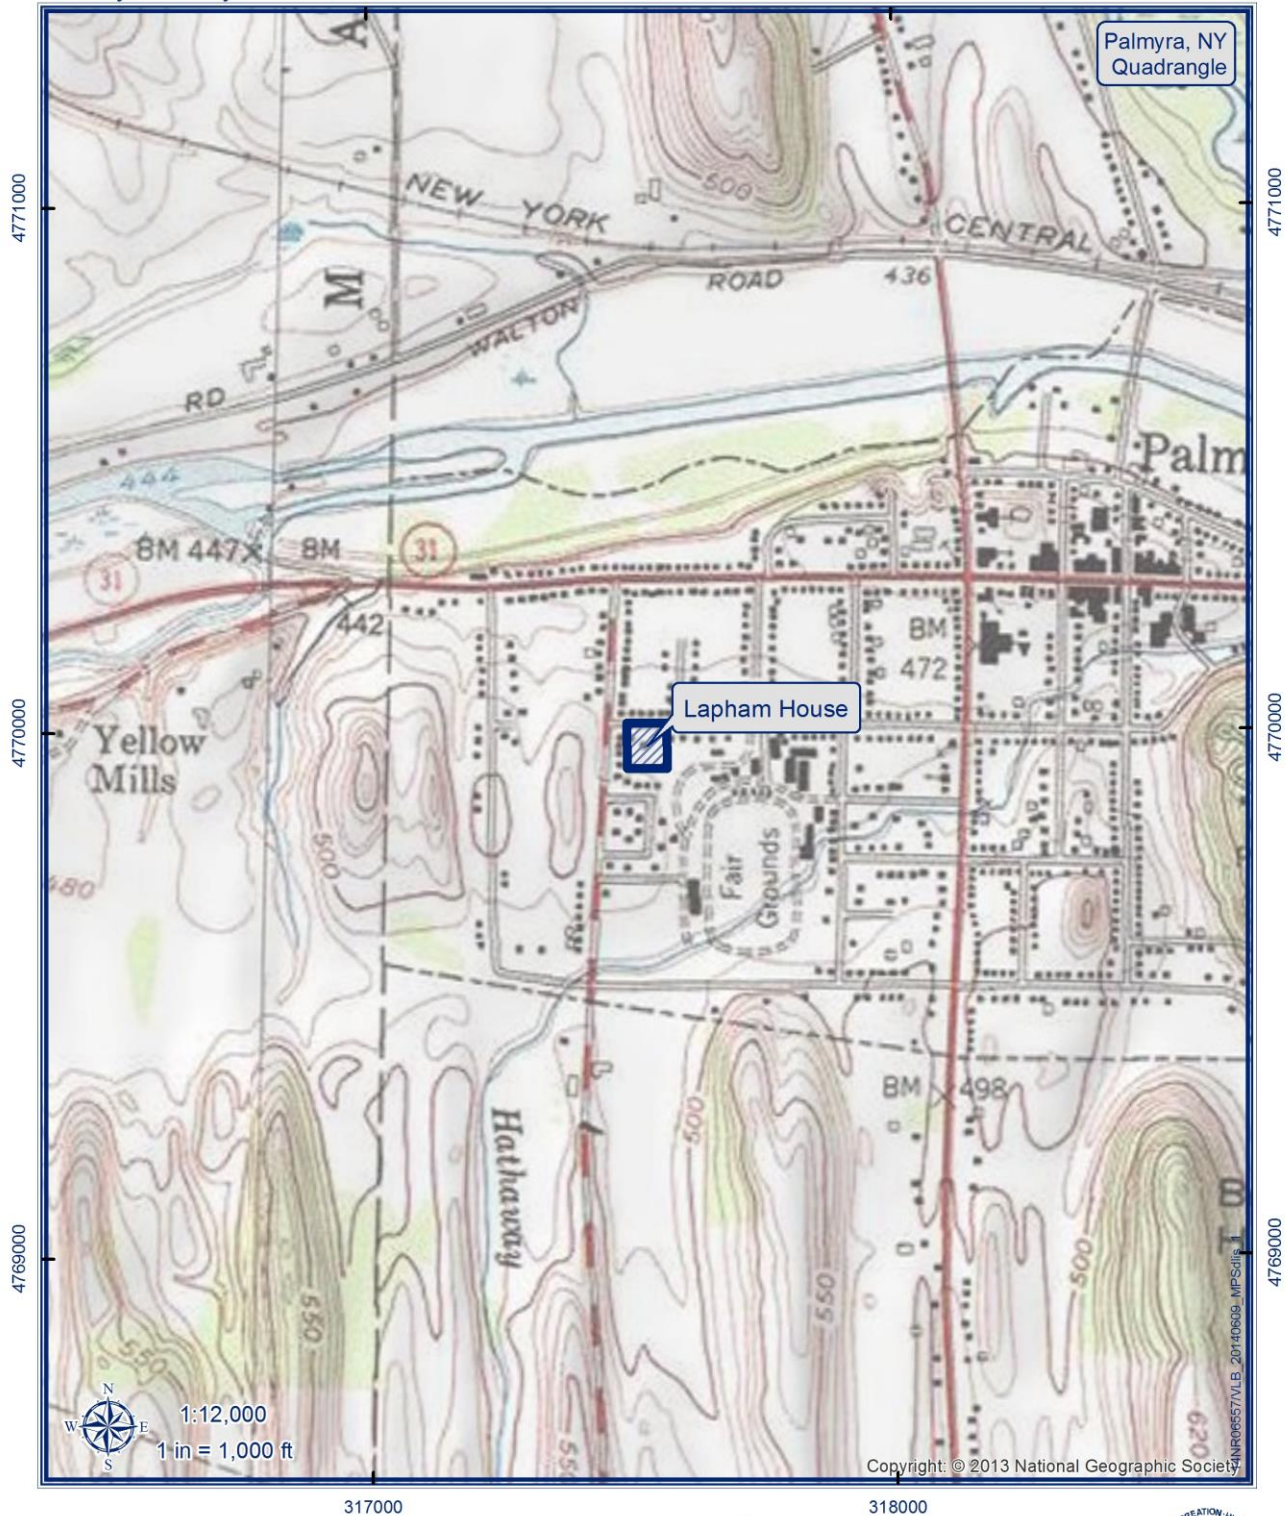 Palmyra, NY
Quadrangle
A
NEW YORK CENTRAL
500
ROAD
436
M
WALTON
RD
444
Palm
BM 447
BM
31
31
442
BM
472
Lapham House
Yellow
Mills
500
Fair
Grounds
480
BM
498
500
Hathaway
B
500
550
550
550
550
620
N
W E
S
1:12,000
1 in = 1,000 ft
Copyright: © 2013 National Geographic Society
14NR06557/VLB_20140609_MPSdlis_1
4771000
4770000
4769000
4771000
4770000
4769000
317000
318000